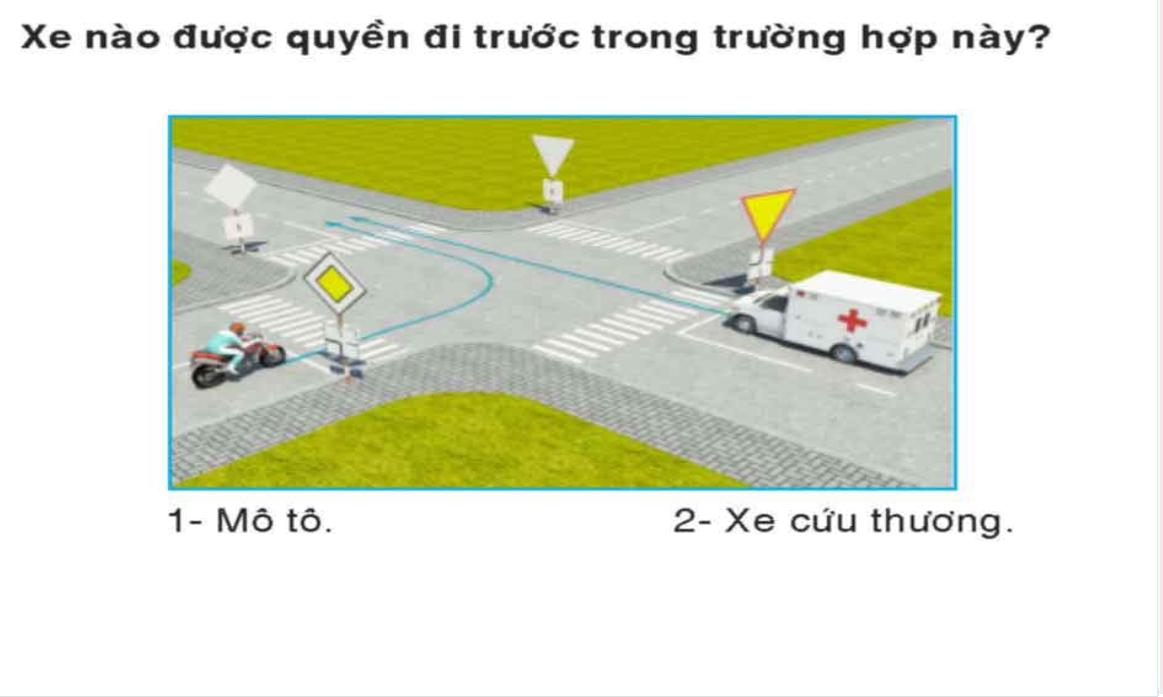 Xe nào được quyền đi trước trong trường hợp này?
1- Mô tô.
2- Xe cứu thương.